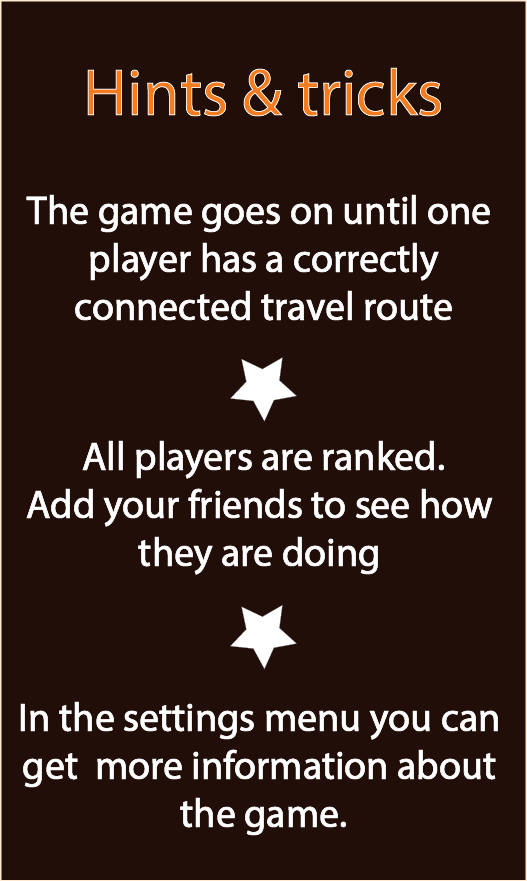 Hints & tricks
The game goes on until one
player has a correctly
connected travel route
All players are ranked.
Add your friends to see how
they are doing
In the settings menu you can
get  more information about
the game.